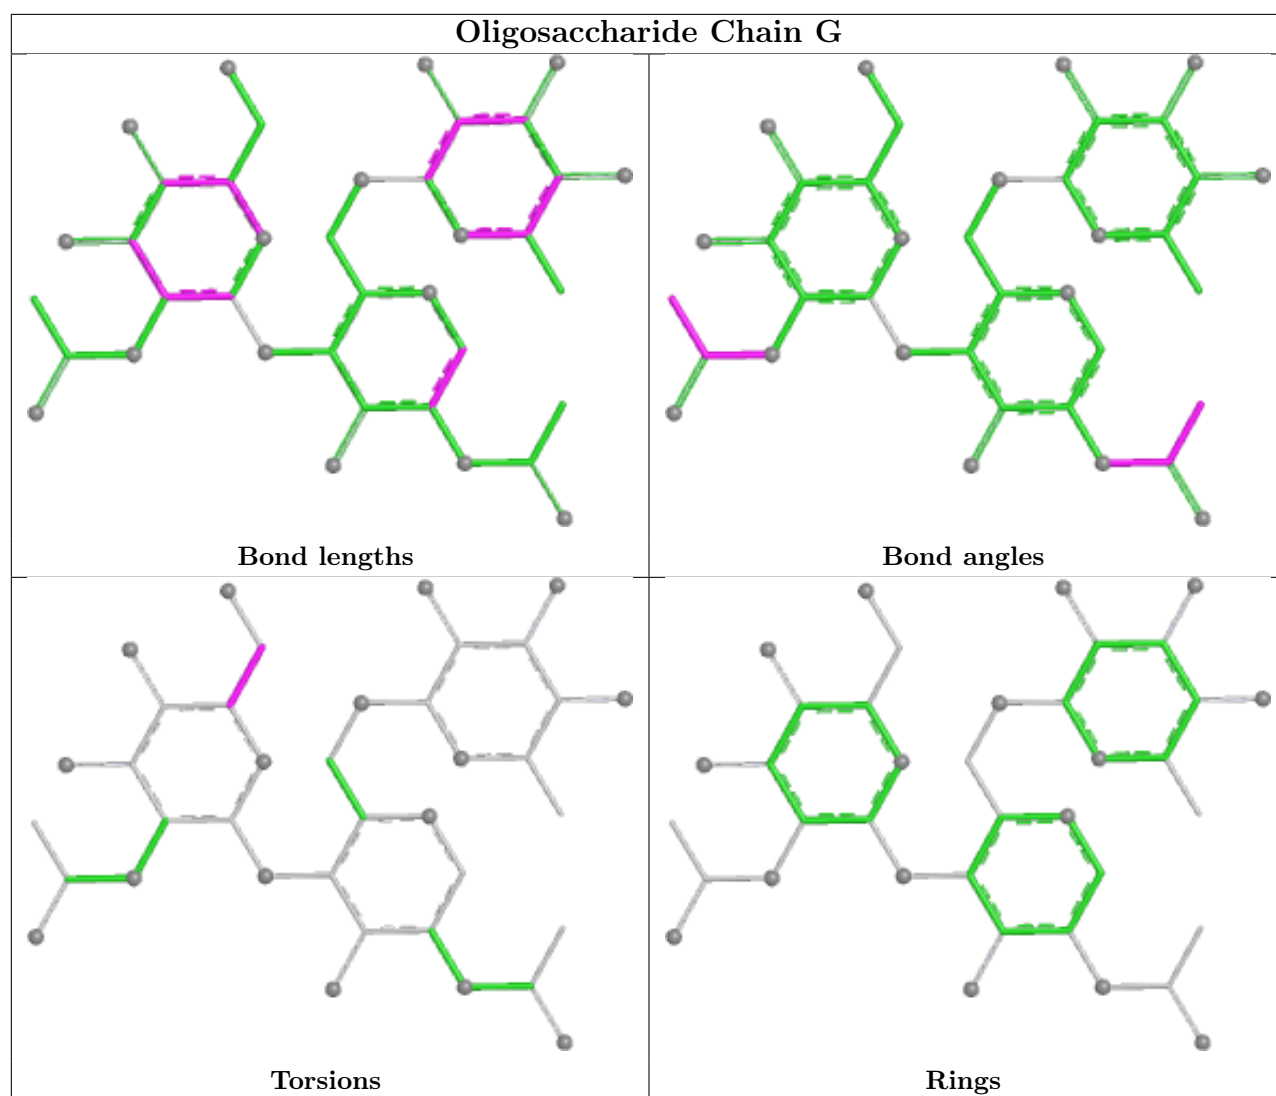 Oligosaccharide Chain G
Bond lengths
Bond angles
Torsions
Rings